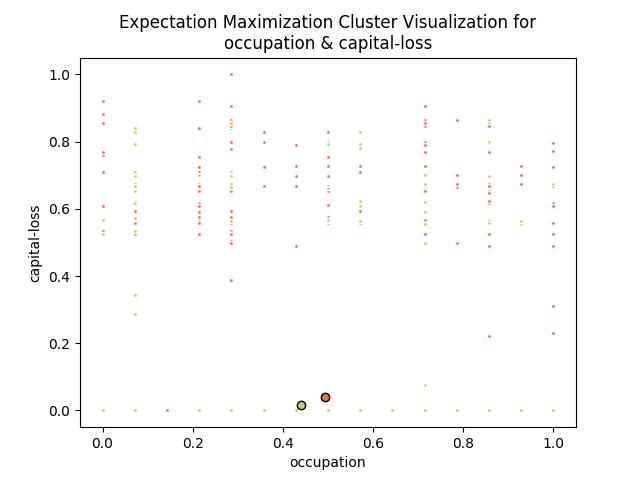 Expectation Maximization Cluster Visualization for
occupation & capital-loss
1.0
0.8
0.6
0.4
0.2
0.0
capital-loss
0.0 0.2 0.4 0.6 0.8 1.0
occupation